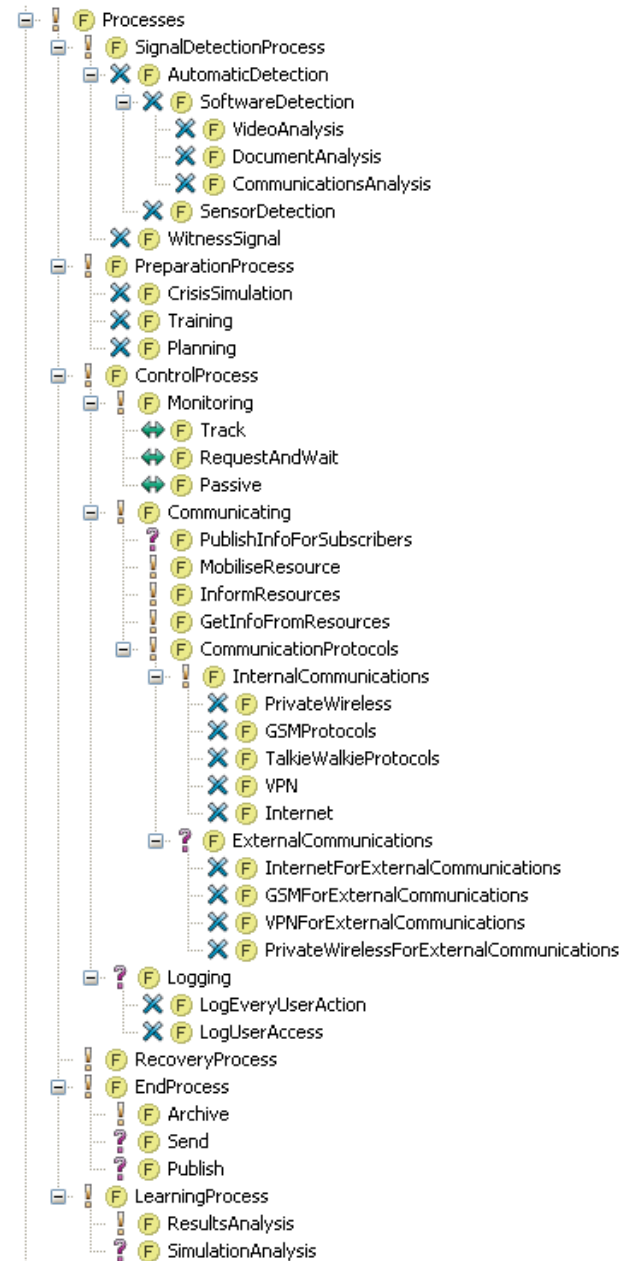 F Processes
F SignalDetectionProcess
F AutomaticDetection
F SoftwareDetection
F VideoAnalysis
F DocumentAnalysis
F CommunicationsAnalysis
F SensorDetection
F WitnessSignal
F PreparationProcess
F CrisisSimulation
F Training
F Planning
F ControlProcess
F Monitoring
F Track
F RequestAndWait
F Passive
F Communicating
? F PublishInfoForSubscribers
! F MobiliseResource
! F InformResources
! F GetInfoFromResources
! F CommunicationProtocols
! F InternalCommunications
F PrivateWireless
F GSMProtocols
F TalkieWalkieProtocols
F VPN
F Internet
? F ExternalCommunications
F InternetForExternalCommunications
F GSMForExternalCommunications
F VPNForExternalCommunications
F PrivateWirelessForExternalCommunications
? F Logging
F LogEveryUserAction
F LogUserAccess
! F RecoveryProcess
! F EndProcess
! F Archive
? F Send
? F Publish
! F LearningProcess
! F ResultsAnalysis
? F SimulationAnalysis